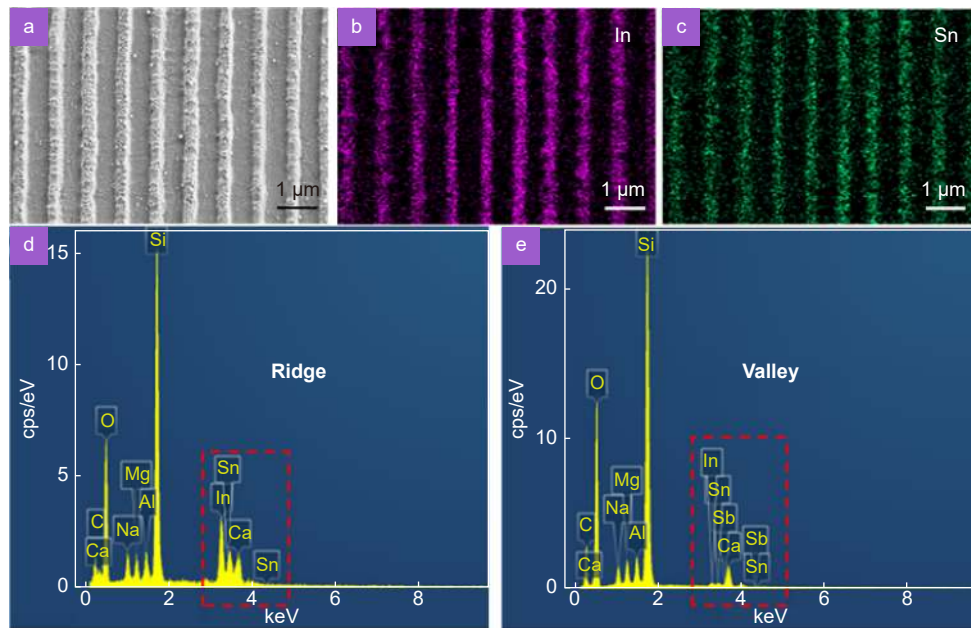 a
b
In
c
Sn
1 µm
1 µm
1 µm
d
15
10
5
0
cps/eV
Si
O
Mg
Al
C
Na
Ca
Ridge
Sn
In
Ca
Sn
0
2
4
6
8
keV
e
20
10
0
cps/eV
Si
O
Mg
Na
C
Al
Ca
Valley
In
Sn
Sb
Ca
Sb
Sn
0
2
4
6
8
keV